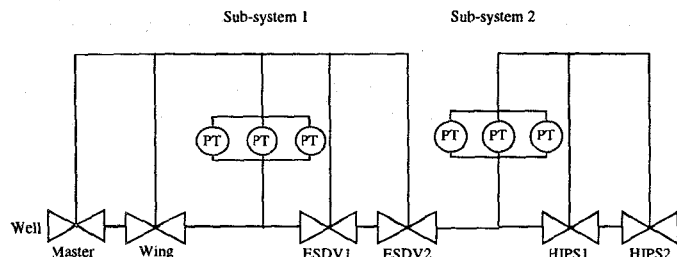 Sub-system 1
Sub-system 2
PT
PT
PT
PT
PT
PT
Well
Master
Wing
ESDV1
ESDV2
HIPS1
HIPS2